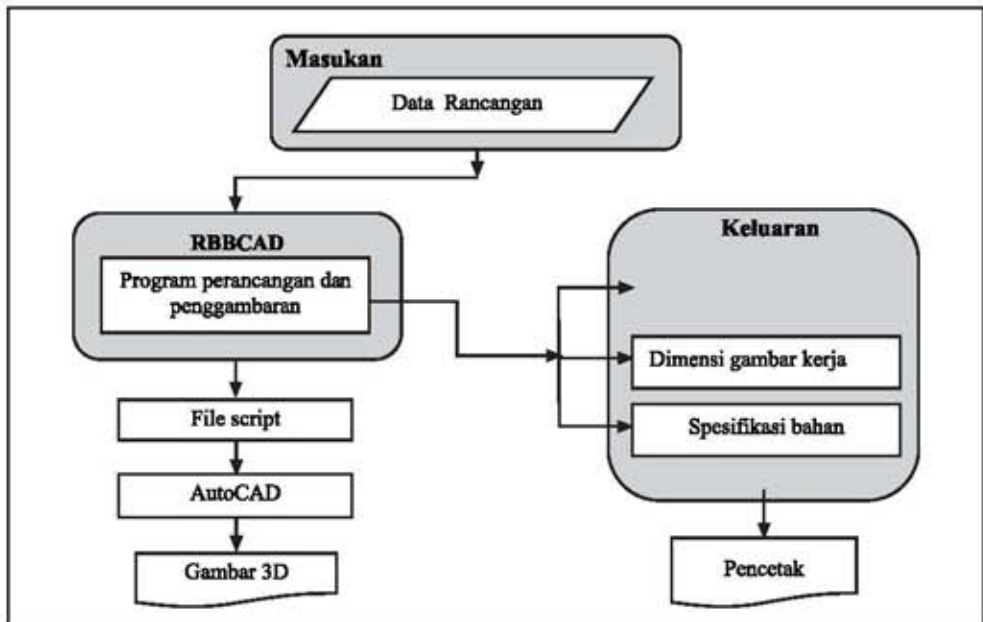 Masukan
Data Rancangan
RBBCAD
Program perancangan dan
penggambaran
File script
AutoCAD
Gambar 3D
Keluaran
Dimensi gambar kerja
Spesifikasi bahan
Pencetak